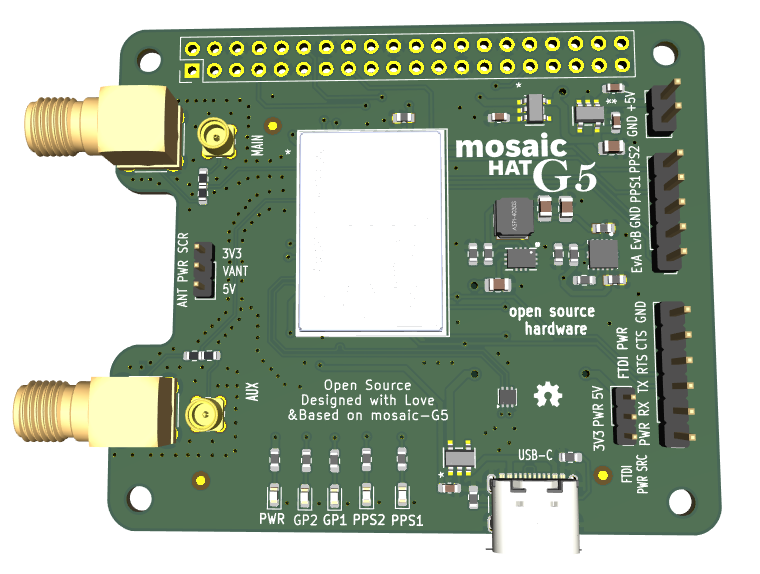 *
**
GND +5V
MAIN
*
mosaic
HAT
G5
PPS1 PPS2
EvA EvB GND
ASPI-4030S
ANT PWR SCR
3V3
VANT
5V
open source
hardware
FTDI PWR
PWR RX TX RTS CTS GND
AUX
Open Source
Designed with Love
&Based on mosaic-G5
3V3 PWR 5V
USB-C
*
FTDI
PWR SRC
PWR GP2 GP1 PPS2 PPS1